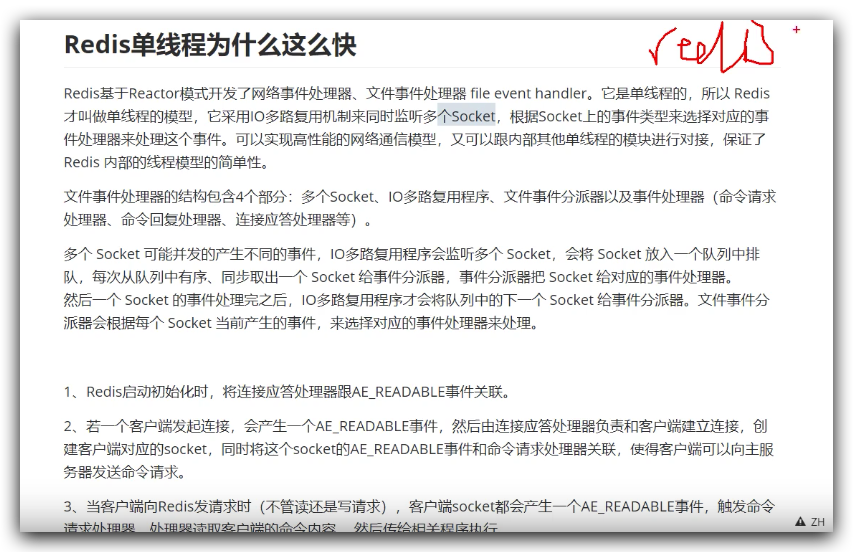 Redis单线程为什么这么快
redis
Redis基于Reactor模式开发了网络事件处理器、文件事件处理器 file event handler。它是单线程的，所以 Redis
才叫做单线程的模型，它采用IO多路复用机制来同时监听多个Socket，根据Socket上的事件类型来选择对应的事
件处理器来处理这个事件。可以实现高性能的网络通信模型，又可以跟内部其他单线程的模块进行对接，保证了
Redis 内部的线程模型的简单性。
文件事件处理器的结构包含4个部分：多个Socket、IO多路复用程序、文件事件分派器以及事件处理器（命令请求
处理器、命令回复处理器、连接应答处理器等）。
多个 Socket 可能并发的产生不同的事件，IO多路复用程序会监听多个 Socket，会将 Socket 放入一个队列中排
队，每次从队列中有序、同步取出一个 Socket 给事件分派器，事件分派器把 Socket 给对应的事件处理器。
然后一个 Socket 的事件处理完之后，IO多路复用程序才会将队列中的下一个 Socket 给事件分派器。文件事件分
派器会根据每个 Socket 当前产生的事件，来选择对应的事件处理器来处理。
1、Redis启动初始化时，将连接应答处理器跟AE_READABLE事件关联。
2、若一个客户端发起连接，会产生一个AE_READABLE事件，然后由连接应答处理器负责和客户端建立连接，创
建客户端对应的socket，同时将这个socket的AE_READABLE事件和命令请求处理器关联，使得客户端可以向主服
务器发送命令请求。
3、当客户端向Redis发请求时（不管读还是写请求），客户端socket都会产生一个AE_READABLE事件，触发命令
请求处理器。处理器读取客户端的命令内容，然后传给相关程序执行。
ZH